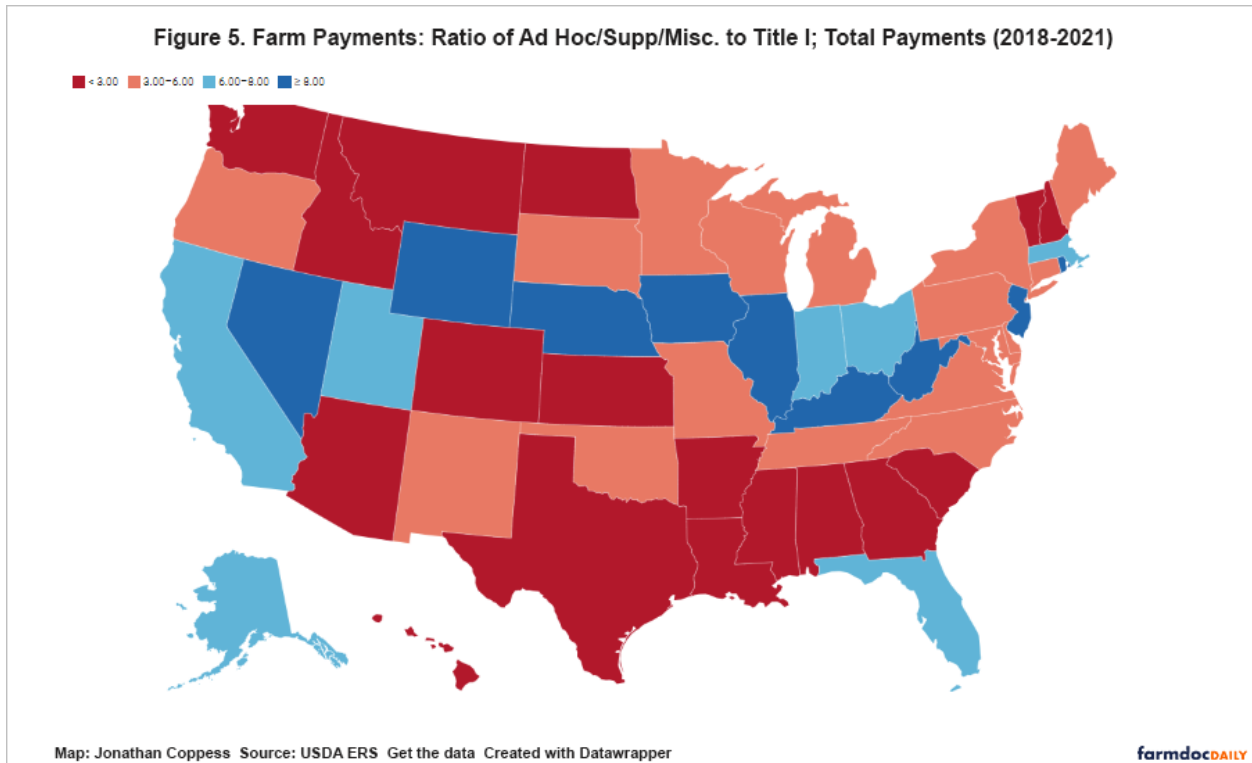 Figure 5. Farm Payments: Ratio of Ad Hoc/Supp/Misc. to Title I; Total Payments (2018-2021)
< 3.00 3.00–6.00 6.00–8.00 ≥ 8.00
Map: Jonathan Coppess Source: USDA ERS Get the data Created with Datawrapper
farmdocDAILY